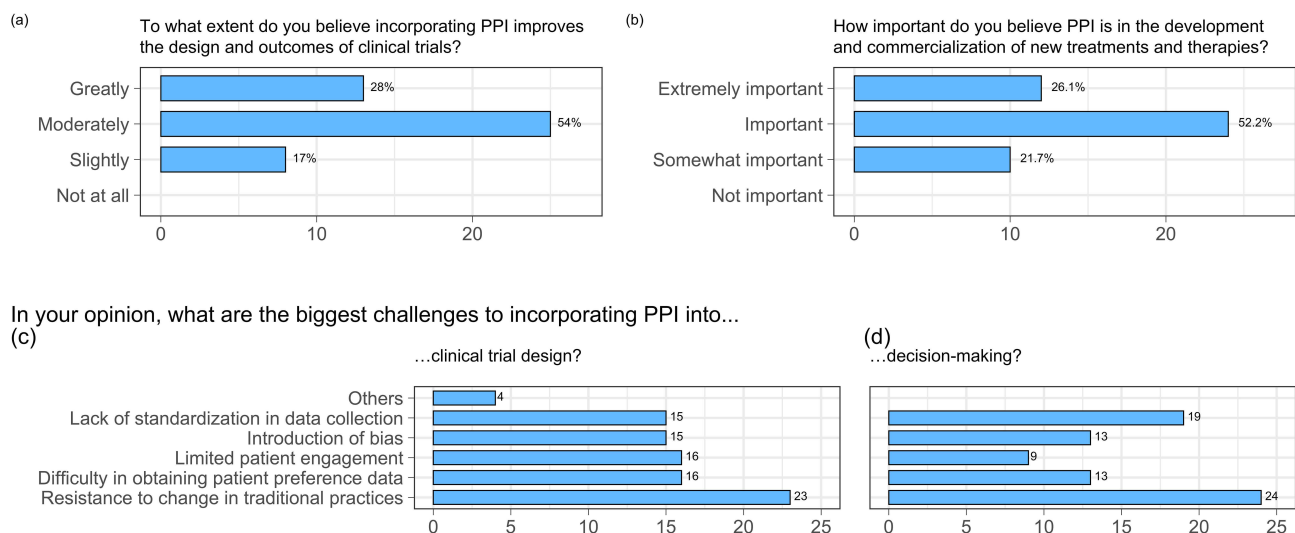 (a)
To what extent do you believe incorporating PPI improves
the design and outcomes of clinical trials?
Greatly
28%
Moderately
54%
Slightly
17%
Not at all
0 10 20
(b)
How important do you believe PPI is in the development
and commercialization of new treatments and therapies?
Extremely important
26.1%
Important
52.2%
Somewhat important
21.7%
Not important
0 10 20
In your opinion, what are the biggest challenges to incorporating PPI into...
(c)
…clinical trial design?
Others
4
Lack of standardization in data collection
15
Introduction of bias
15
Limited patient engagement
16
Difficulty in obtaining patient preference data
16
Resistance to change in traditional practices
23
0 5 10 15 20 25
(d)
…decision-making?
19
13
9
13
24
0 5 10 15 20 25